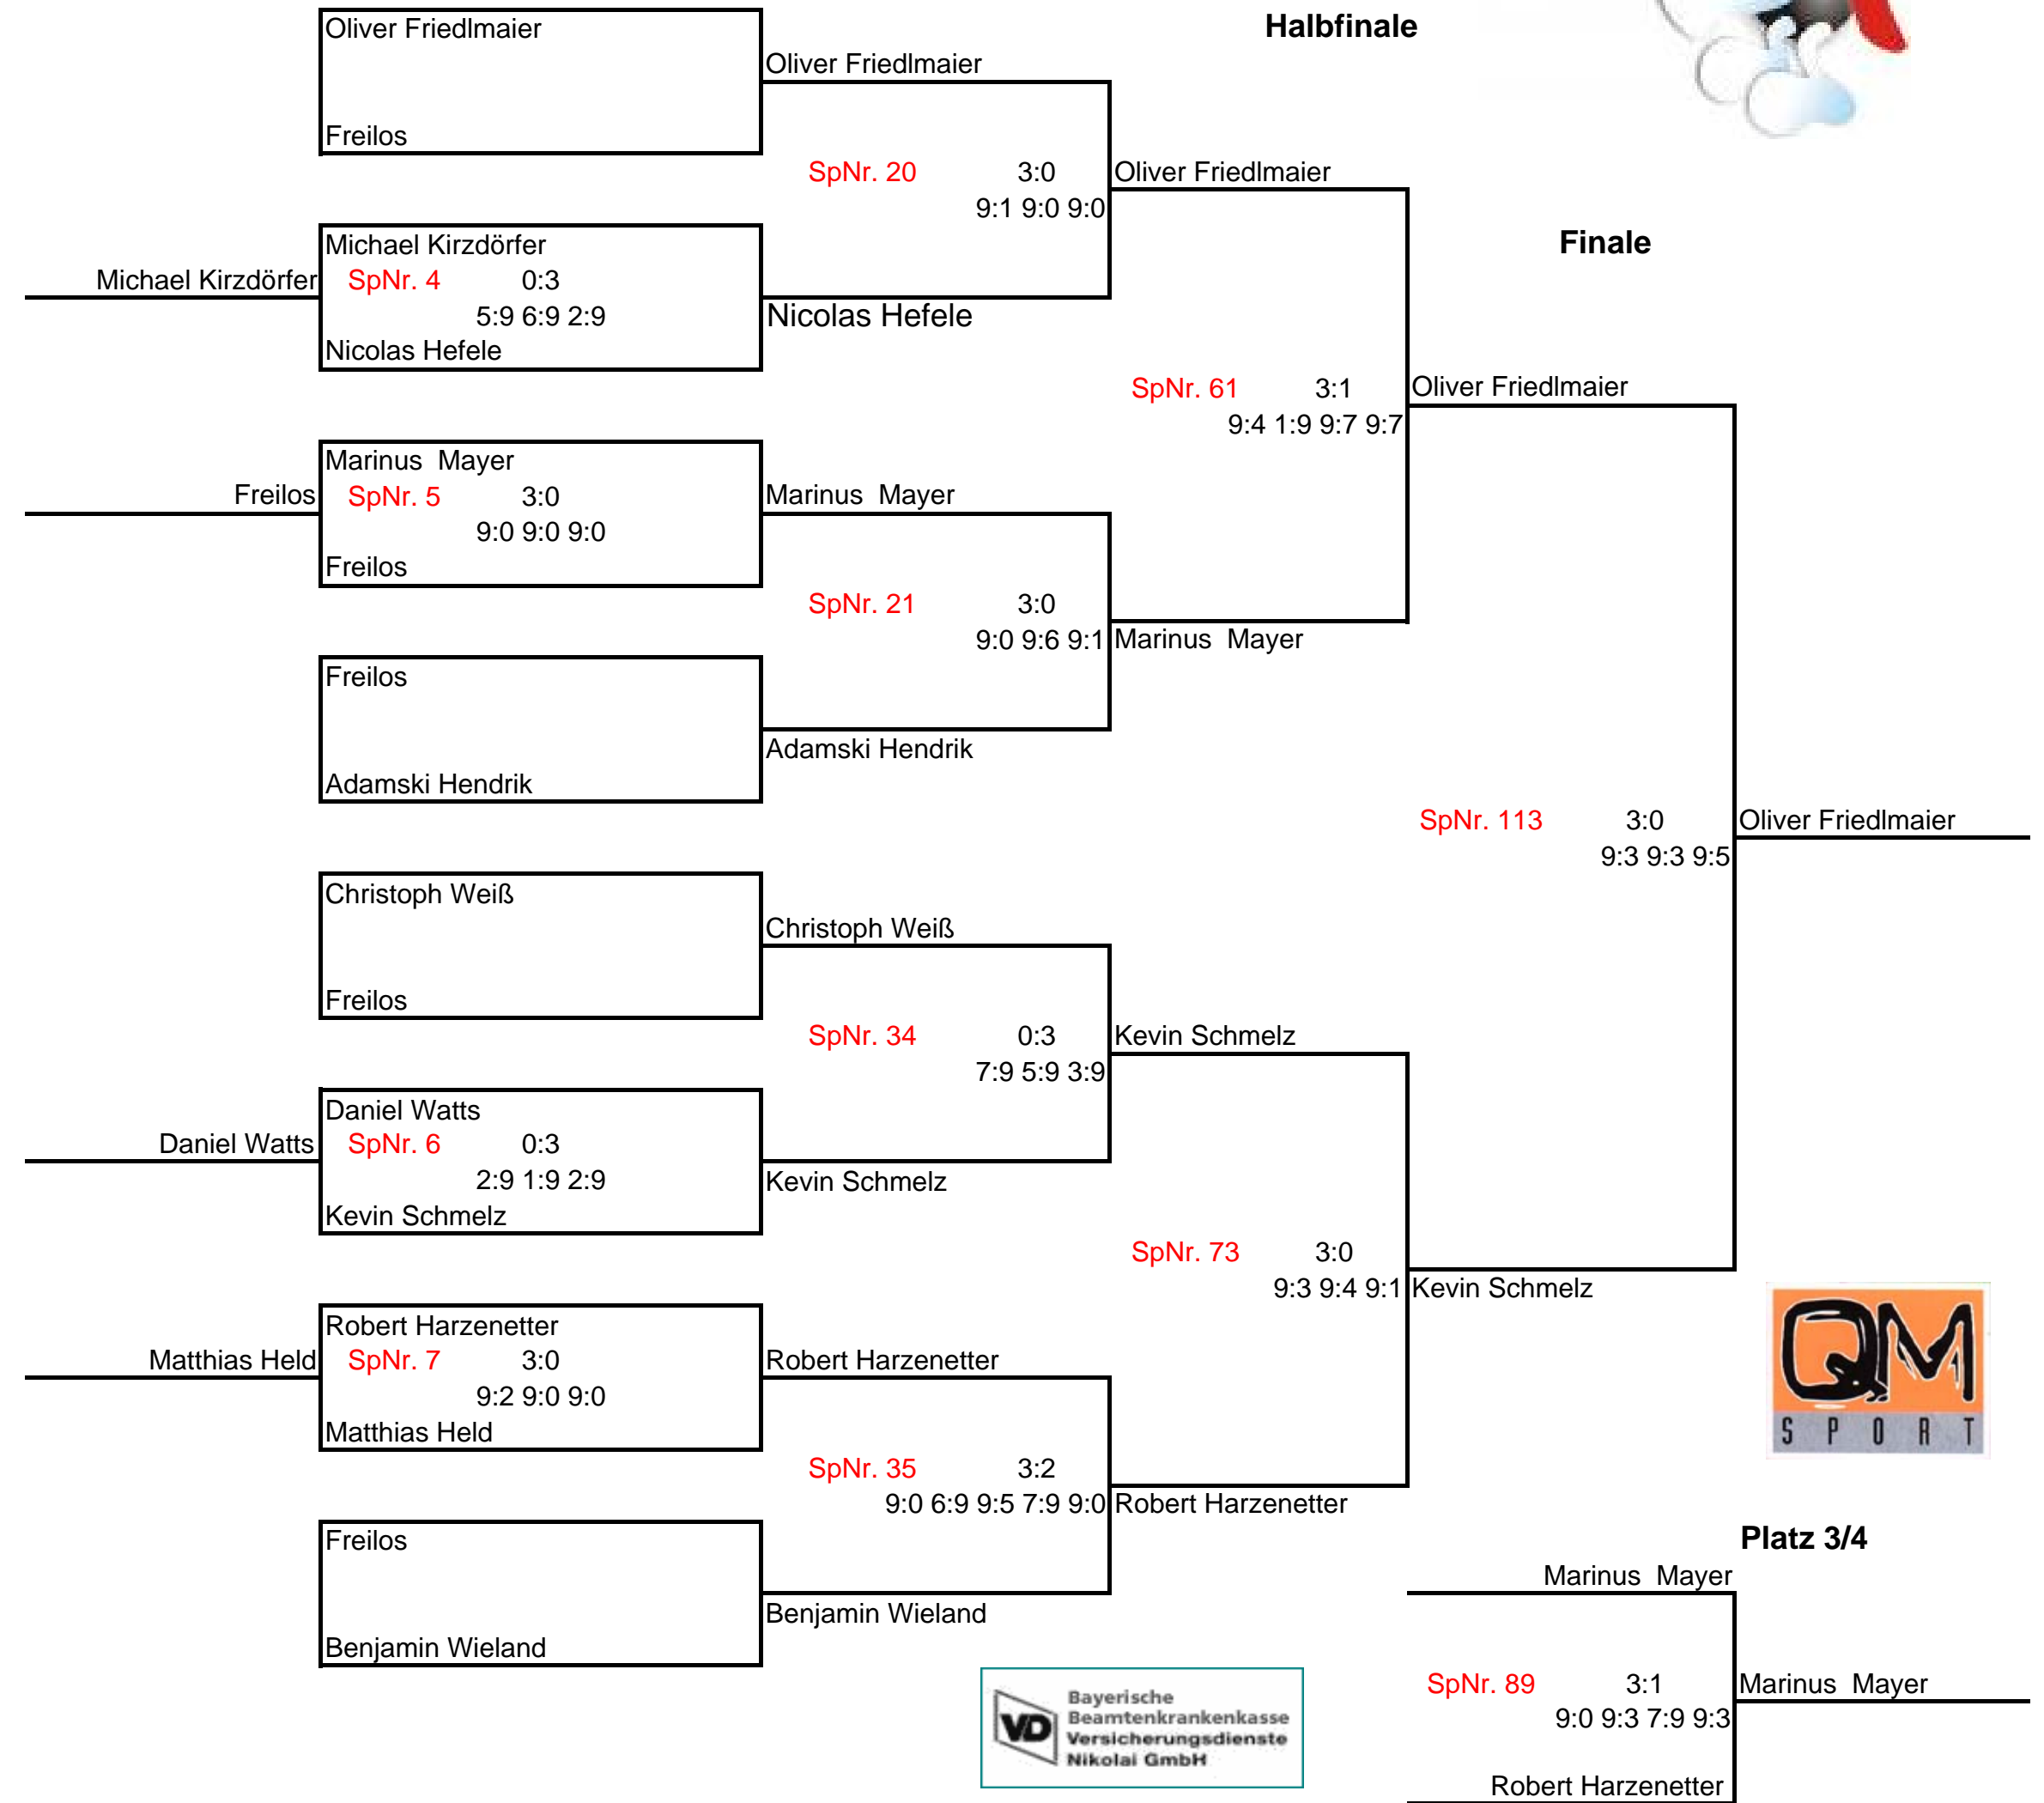 Oliver Friedlmaier
Halbfinale
Oliver Friedlmaier
Freilos
SpNr. 20 3:0 Oliver Friedlmaier
9:1 9:0 9:0
Michael Kirzdörfer
Finale
Michael Kirzdörfer SpNr. 4 0:3
5:9 6:9 2:9
Nicolas Hefele
Nicolas Hefele
SpNr. 61 3:1 Oliver Friedlmaier
9:4 1:9 9:7 9:7
Marinus Mayer
Freilos SpNr. 5 3:0 Marinus Mayer
9:0 9:0 9:0
Freilos
SpNr. 21 3:0
9:0 9:6 9:1 Marinus Mayer
Freilos
Adamski Hendrik
Adamski Hendrik
SpNr. 113 3:0 Oliver Friedlmaier
9:3 9:3 9:5
Christoph Weiß
Christoph Weiß
Freilos
SpNr. 34 0:3 Kevin Schmelz
7:9 5:9 3:9
Daniel Watts
Daniel Watts SpNr. 6 0:3
2:9 1:9 2:9
Kevin Schmelz
Kevin Schmelz
SpNr. 73 3:0
9:3 9:4 9:1 Kevin Schmelz
Robert Harzenetter
Matthias Held SpNr. 7 3:0 Robert Harzenetter
9:2 9:0 9:0
Matthias Held
QM
SPORT
SpNr. 35 3:2
9:0 6:9 9:5 7:9 9:0 Robert Harzenetter
Freilos
Platz 3/4
Marinus Mayer
Benjamin Wieland
Benjamin Wieland
SpNr. 89 3:1 Marinus Mayer
9:0 9:3 7:9 9:3
VD
Bayerische
Beamtenkrankenkasse
Versicherungsdienste
Nikolai GmbH
Robert Harzenetter